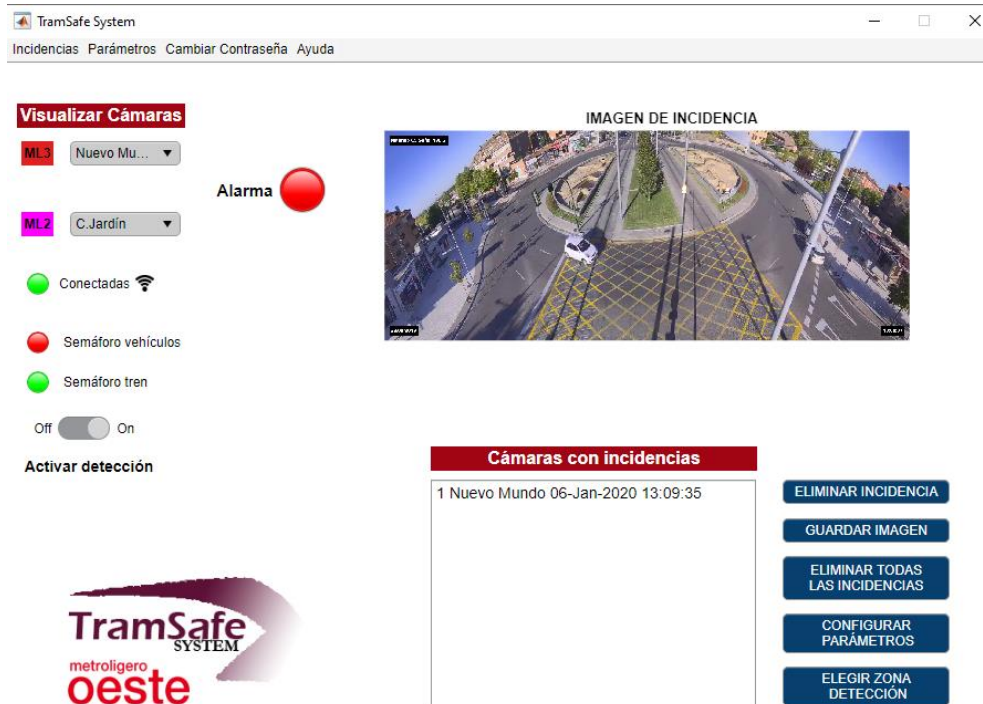 TramSafe System
Incidencias Parámetros Cambiar Contraseña Ayuda
Visualizar Cámaras
ML3
Nuevo Mu...
Alarma
ML2
C.Jardín
Conectadas
Semáforo vehículos
Semáforo tren
Off On
Activar detección
TramSafe
SYSTEM
metroligero
oeste
IMAGEN DE INCIDENCIA
Cámaras con incidencias
1 Nuevo Mundo 06-Jan-2020 13:09:35
ELIMINAR INCIDENCIA
GUARDAR IMAGEN
ELIMINAR TODAS
LAS INCIDENCIAS
CONFIGURAR
PARÁMETROS
ELEGIR ZONA
DETECCIÓN